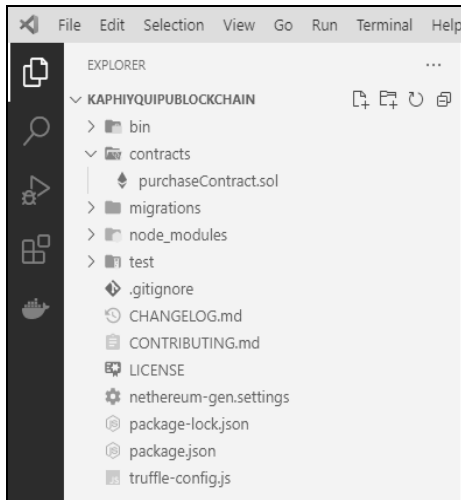 File Edit Selection View Go Run Terminal Help
EXPLORER
KAPHIYQUIPUBLOCKCHAIN
bin
contracts
purchaseContract.sol
migrations
node_modules
test
.gitignore
CHANGELOG.md
CONTRIBUTING.md
LICENSE
nethereum-gen.settings
package-lock.json
package.json
truffle-config.js